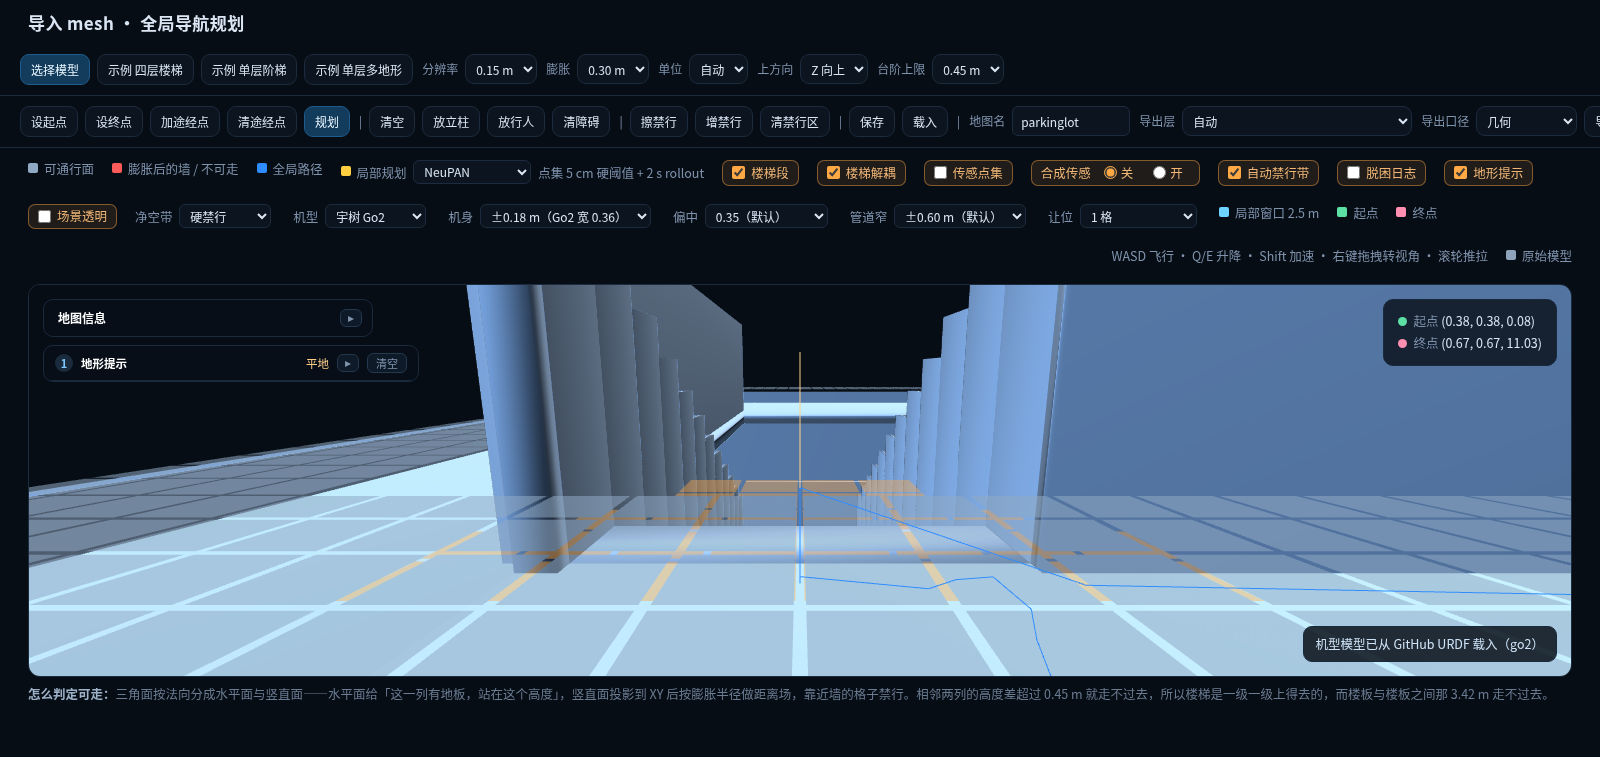 导入 mesh · 全局导航规划
选择模型 示例 四层楼梯 示例 单层阶梯 示例 单层多地形 分辨率 0.15 m 膨胀 0.30 m 单位 自动 上方向 Z 向上 台阶上限 0.45 m
设起点 设终点 加途经点 清途经点 规划 | 清空 放立柱 放行人 清障碍 | 擦禁行 增禁行 清禁行区 | 保存 载入 | 地图名 parkinglot 导出层 自动 导出口径 几何
可通行面 膨胀后的墙 / 不可走 全局路径 局部规划 NeuPAN 点集 5 cm 硬阈值 + 2 s rollout 楼梯段 楼梯解耦 传感点集 合成传感 关 开 自动禁行带 脱困日志 地形提示
场景透明 净空带 硬禁行 机型 宇树 Go2 机身 ±0.18 m（Go2 宽 0.36） 偏中 0.35（默认） 管道窄 ±0.60 m（默认） 让位 1 格 局部窗口 2.5 m 起点 终点
WASD 飞行 · Q/E 升降 · Shift 加速 · 右键拖拽转视角 · 滚轮推拉 原始模型
地图信息
1 地形提示 平地 清空
起点 (0.38, 0.38, 0.08)
终点 (0.67, 0.67, 11.03)
机型模型已从 GitHub URDF 载入（go2）
怎么判定可走：三角面按法向分成水平面与竖直面——水平面给「这一列有地板，站在这个高度」，竖直面投影到 XY 后按膨胀半径做距离场，靠近墙的格子禁行。相邻两列的高度差超过 0.45 m 就走不过去，所以楼梯是一级一级上得去的，而楼板与楼板之间那 3.42 m 走不过去。